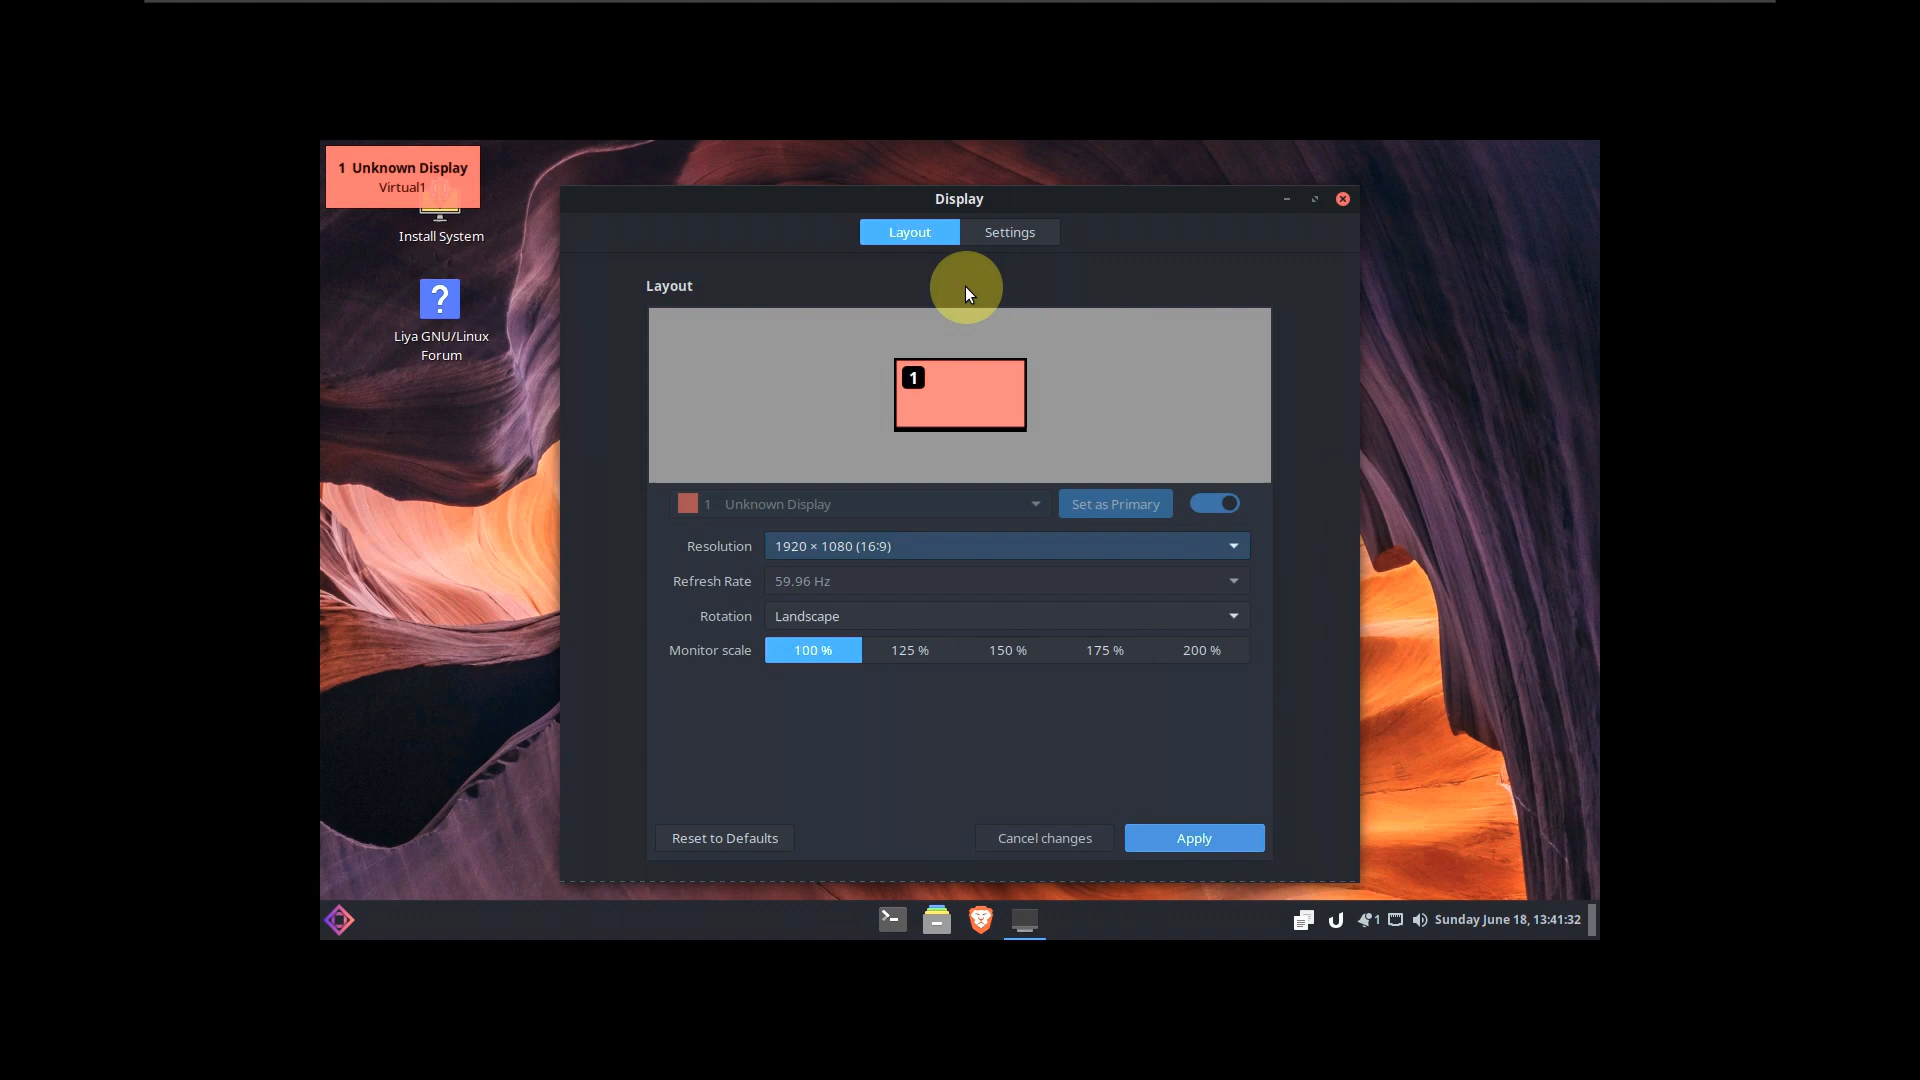 1 Unknown Display
Virtual1
Install System
?
Liya GNU/Linux
Forum
Display
Layout Settings
Layout
1
1 Unknown Display Set as Primary
Resolution 1920 × 1080 (16:9)
Refresh Rate 59.96 Hz
Rotation Landscape
Monitor scale 100 % 125 % 150 % 175 % 200 %
Reset to Defaults Cancel changes Apply
1 Sunday June 18, 13:41:32